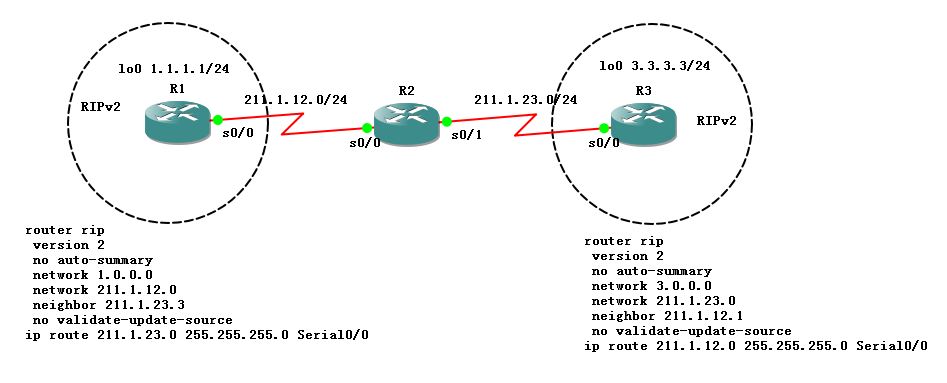 lo0 1.1.1.1/24
R1
RIPv2
s0/0
211.1.12.0/24
R2
s0/0
s0/1
211.1.23.0/24
lo0 3.3.3.3/24
R3
RIPv2
s0/0
router rip
version 2
no auto-summary
network 1.0.0.0
network 211.1.12.0
neighbor 211.1.23.3
no validate-update-source
ip route 211.1.23.0 255.255.255.0 Serial0/0
router rip
version 2
no auto-summary
network 3.0.0.0
network 211.1.23.0
neighbor 211.1.12.1
no validate-update-source
ip route 211.1.12.0 255.255.255.0 Serial0/0